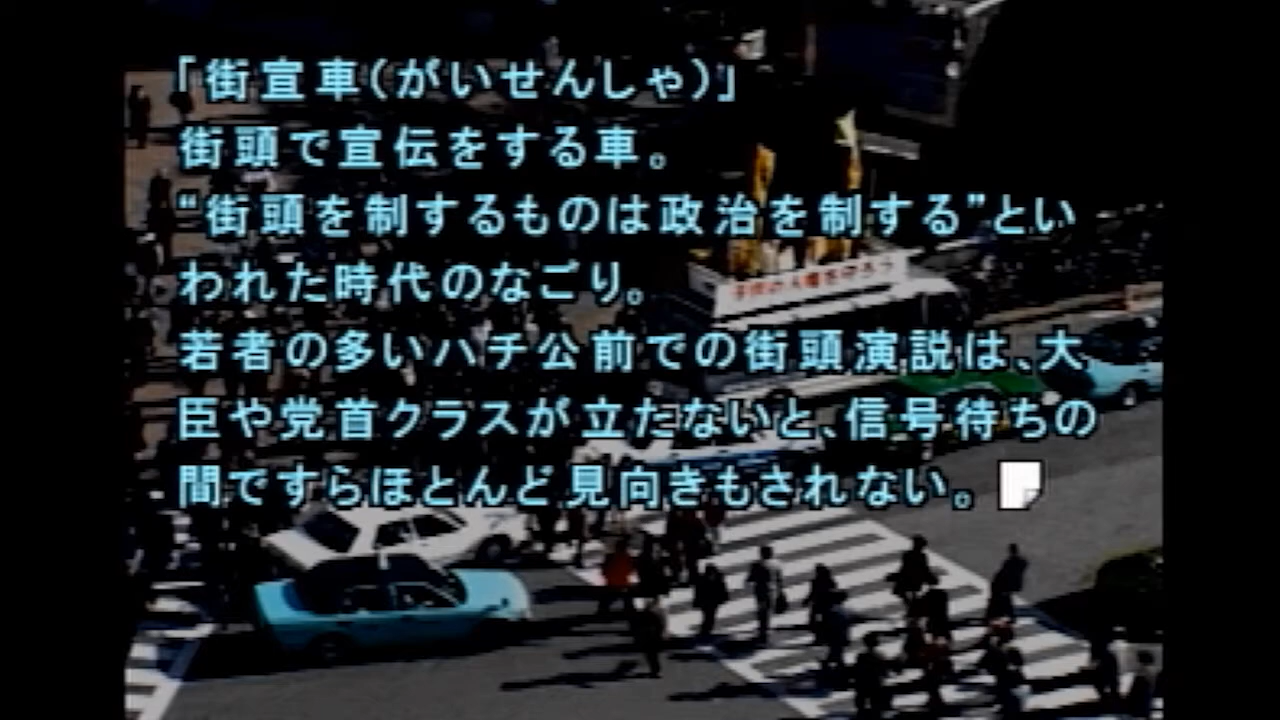 「街宣車(がいせんしゃ)」
街頭で宣伝をする車。
“街頭を制するものは政治を制する”とい
われた時代のなごり。
若者の多いハチ公前での街頭演説は、大
臣や党首クラスが立たないと、信号待ちの
間ですらほとんど見向きもされない。